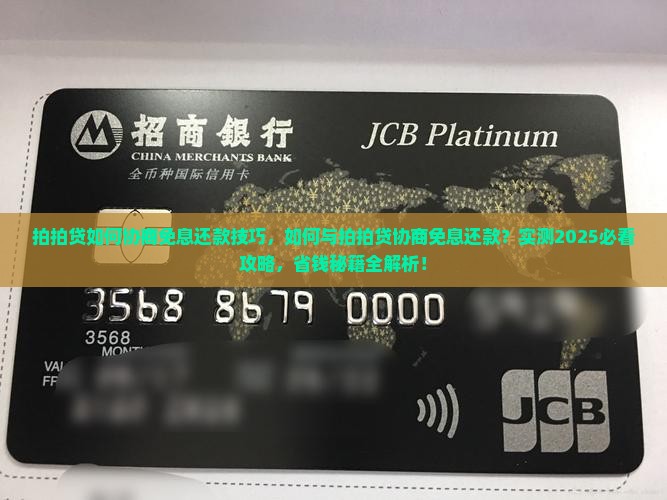 招商銀行
CHINA MERCHANTS BANK
全币种国际信用卡
JCB Platinum
拍拍贷如何协商免息还款技巧，如何与拍拍贷协商免息还款？实测2025必看
攻略，省钱秘籍全解析！
3568 8679 0000
3568
MONTH
JCB